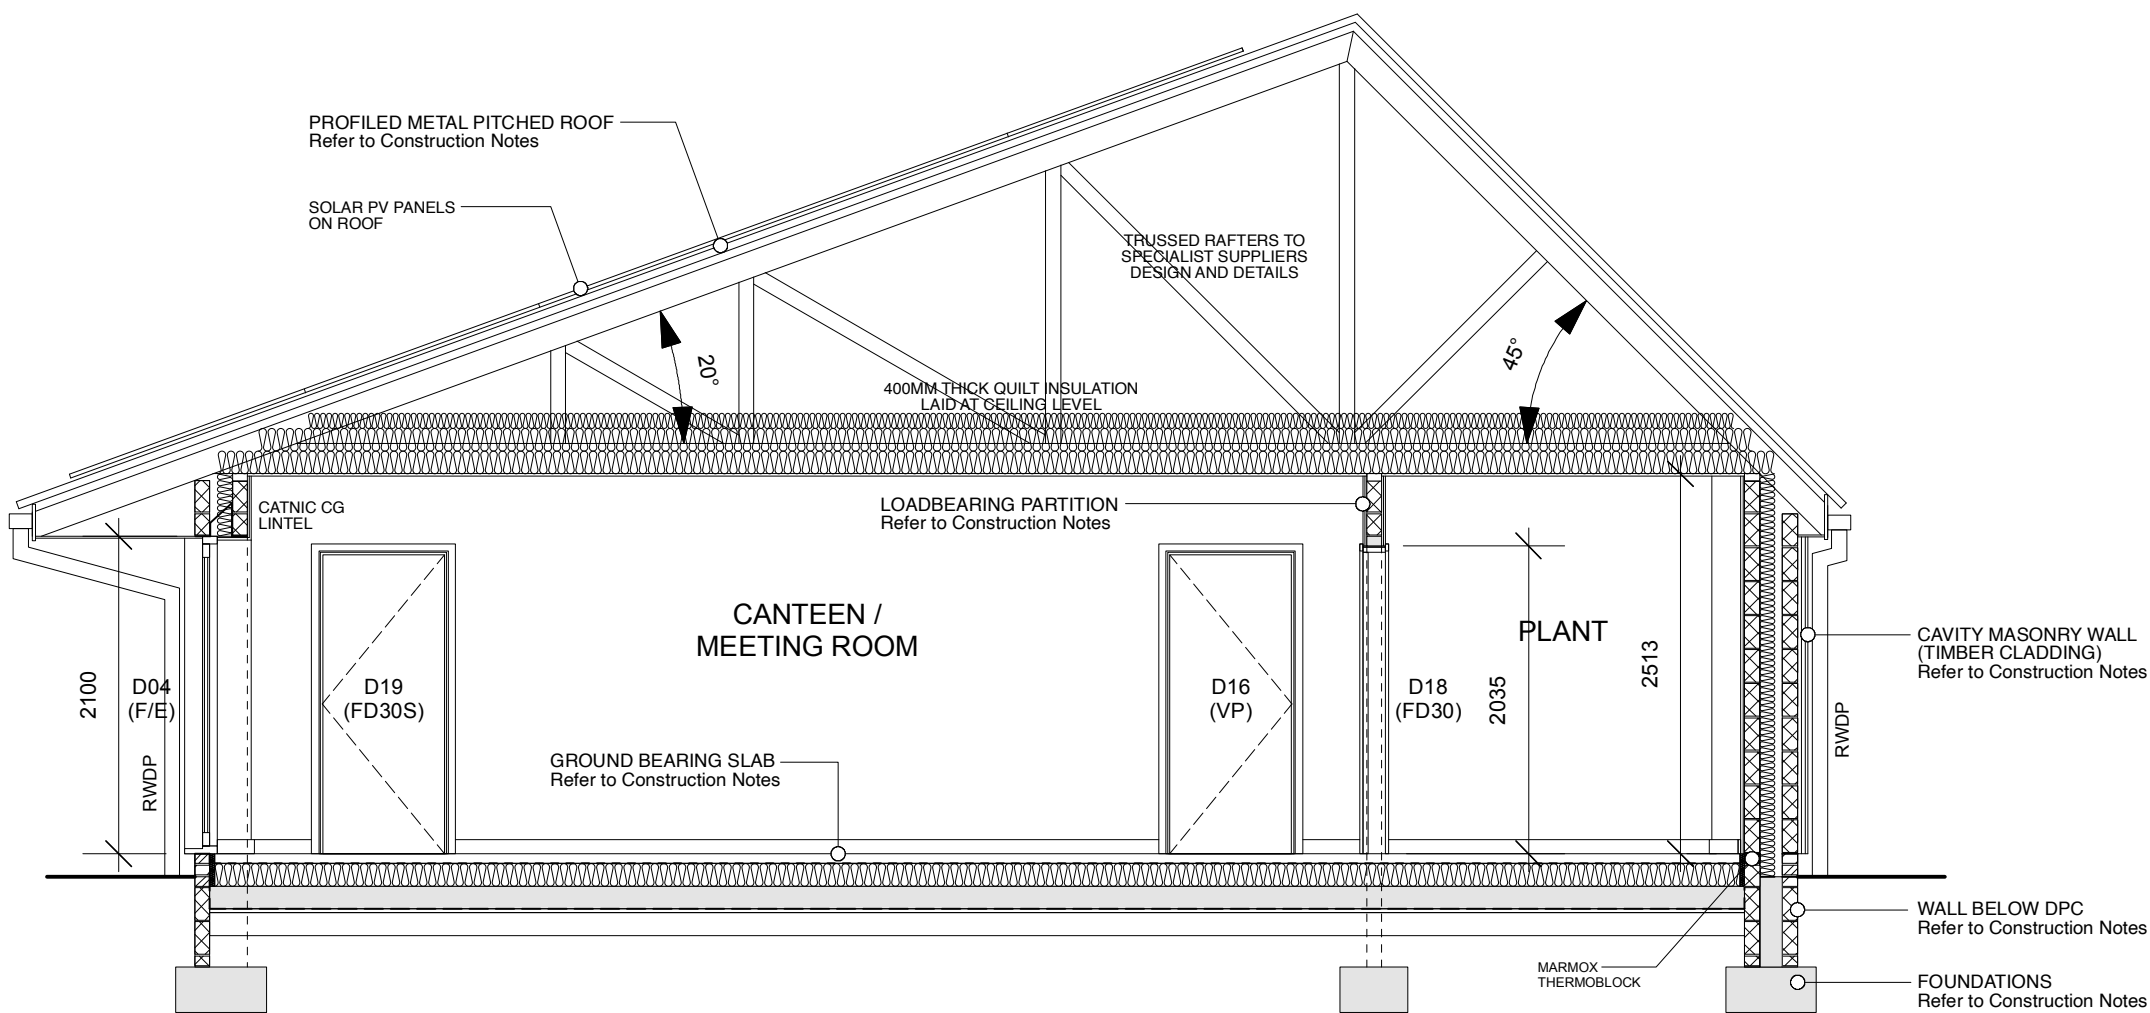 PROFILED METAL PITCHED ROOF
Refer to Construction Notes
SOLAR PV PANELS
ON ROOF
TRUSSED RAFTERS TO
SPECIALIST SUPPLIERS
DESIGN AND DETAILS
20°
45°
400MM THICK QUILT INSULATION
LAID AT CEILING LEVEL
CATNIC CG
LINTEL
LOADBEARING PARTITION
Refer to Construction Notes
CANTEEN /
MEETING ROOM
PLANT
2100
D04
(F/E)
RWDP
D19
(FD30S)
D16
(VP)
D18
(FD30)
2035
2513
CAVITY MASONRY WALL
(TIMBER CLADDING)
Refer to Construction Notes
RWDP
GROUND BEARING SLAB
Refer to Construction Notes
WALL BELOW DPC
Refer to Construction Notes
MARMOX
THERMOBLOCK
FOUNDATIONS
Refer to Construction Notes